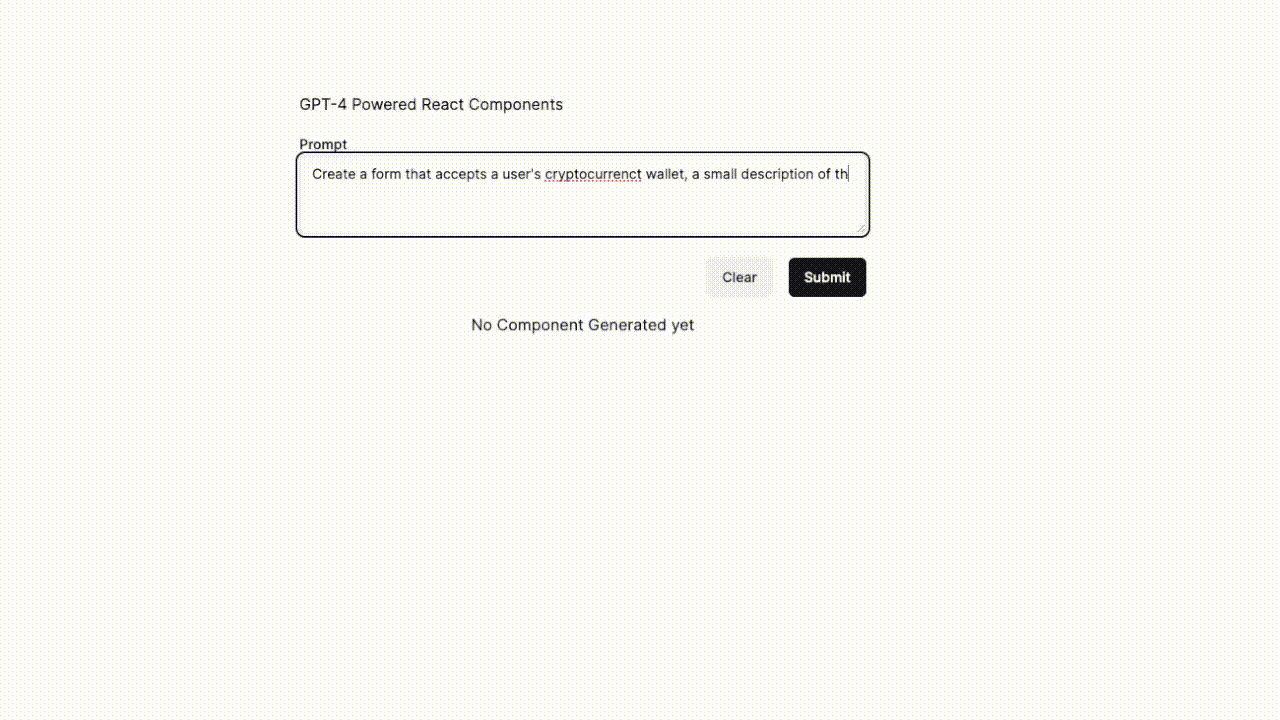 GPT-4 Powered React Components
Prompt
Create a form that accepts a user's cryptocurrenct wallet, a small description of th
Clear
Submit
No Component Generated yet